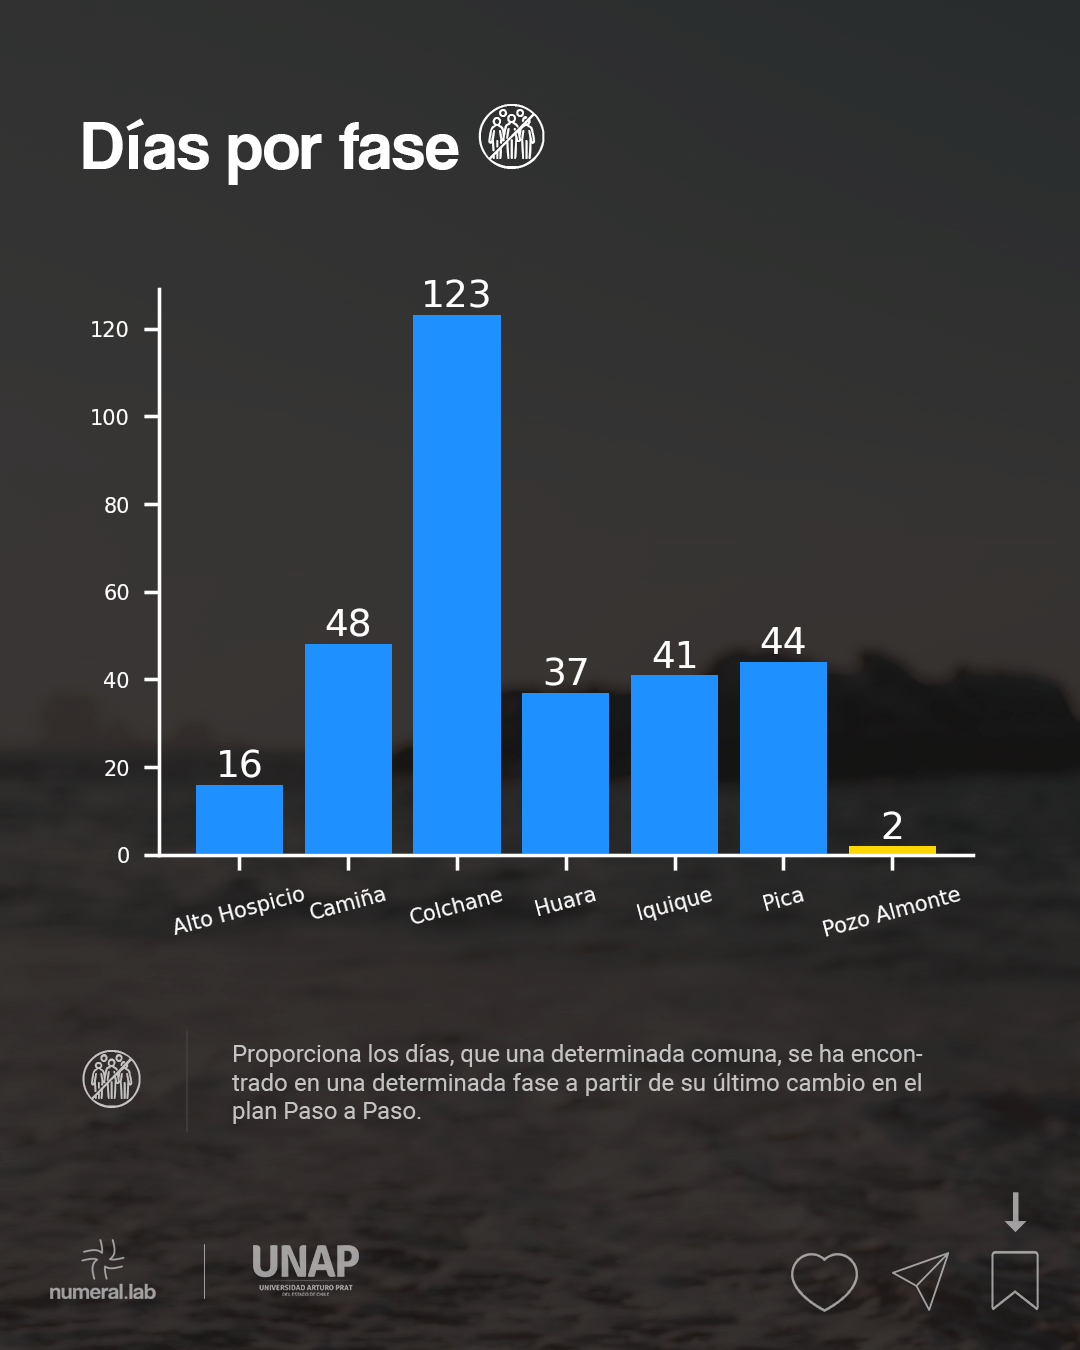 Días por fase
123
120
100
80
60
48
44
41
40
37
20
16
2
0
Alto Hospicio
Camiña
Colchane
Huara
Iquique
Pica
Pozo Almonte
Proporciona los días, que una determinada comuna, se ha encon-
trado en una determinada fase a partir de su último cambio en el
plan Paso a Paso.
numeral.lab
UNAP
UNIVERSIDAD ARTURO PRAT
DEL ESTADO DE CHILE